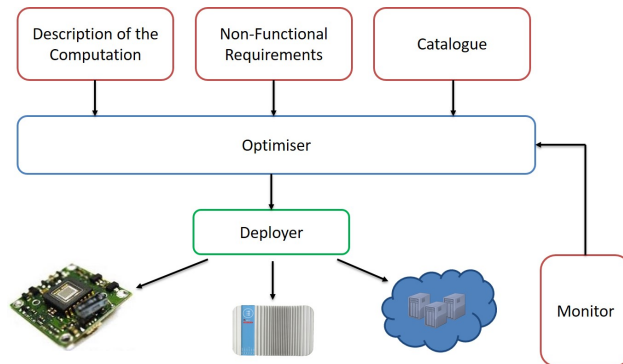 Description of the
Computation
Non-Functional
Requirements
Catalogue
Optimiser
Deployer
Monitor